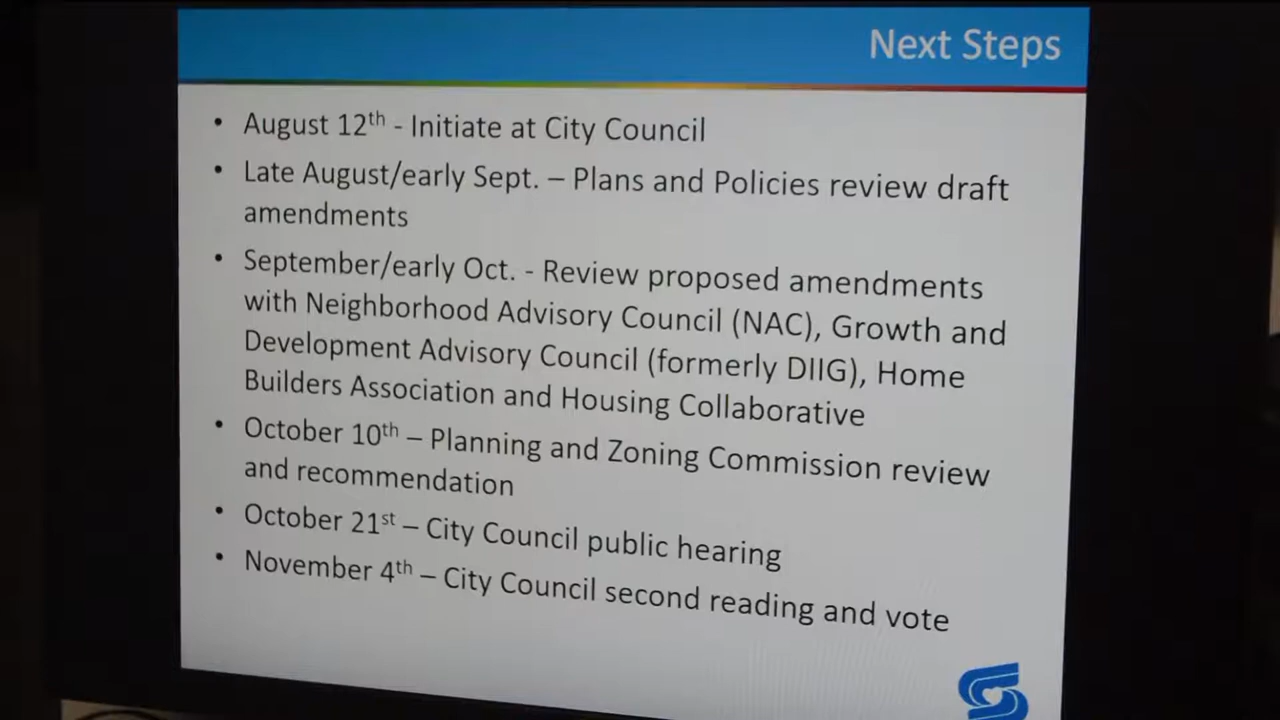 Next Steps
• August 12th - Initiate at City Council
• Late August/early Sept. – Plans and Policies review draft
amendments
• September/early Oct. - Review proposed amendments
with Neighborhood Advisory Council (NAC), Growth and
Development Advisory Council (formerly DIIG), Home
Builders Association and Housing Collaborative
• October 10th – Planning and Zoning Commission review
and recommendation
• October 21st – City Council public hearing
• November 4th – City Council second reading and vote